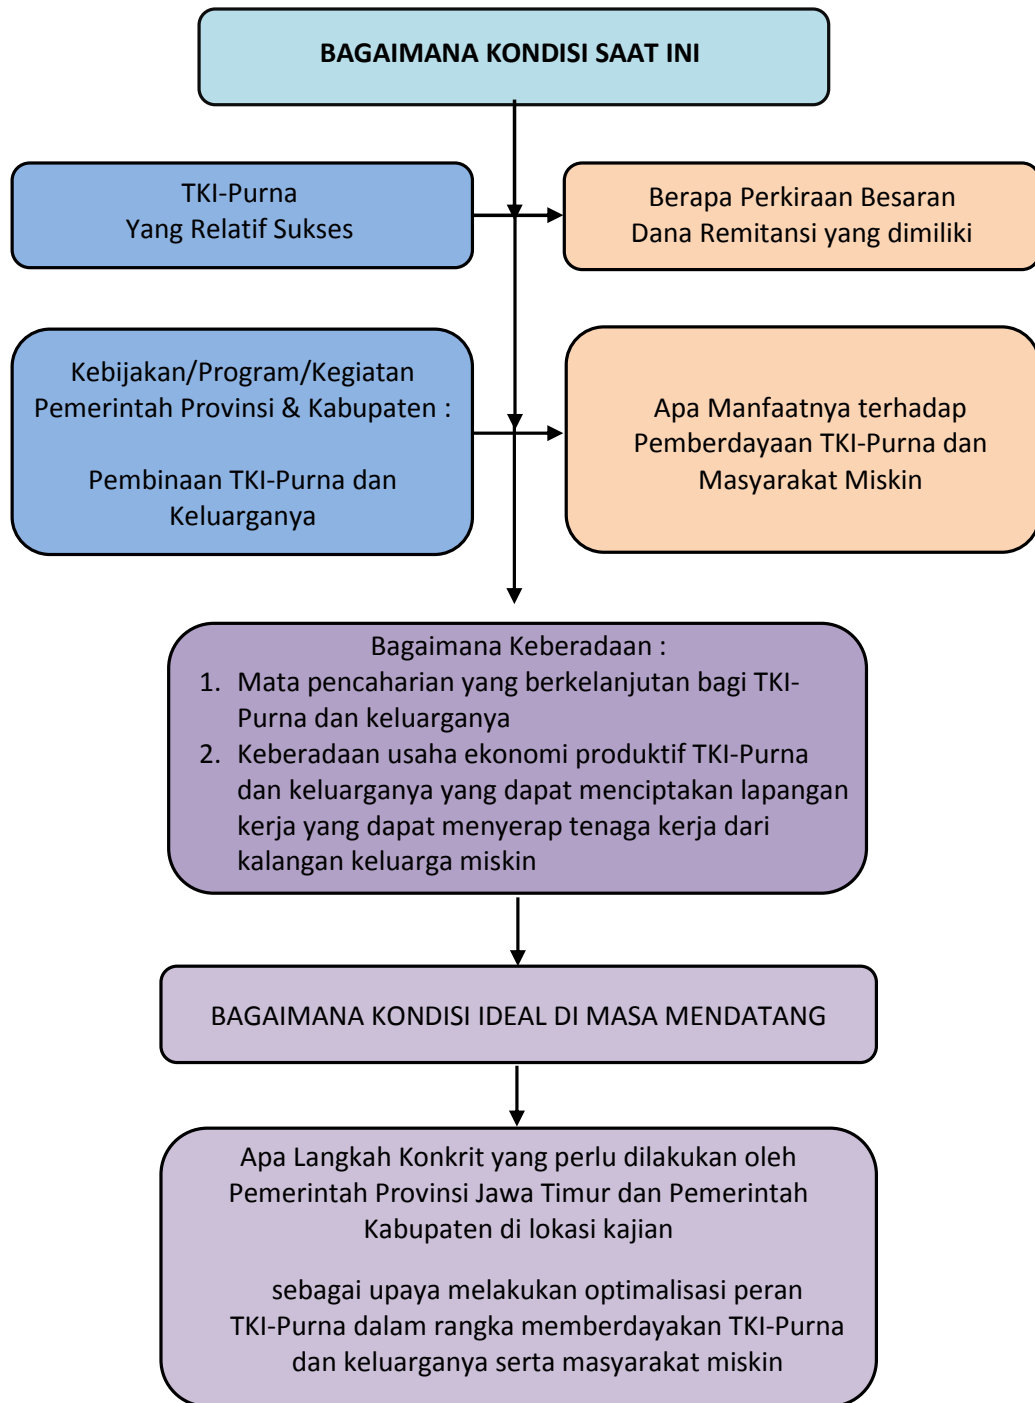 BAGAIMANA KONDISI SAAT INI
TKI-Purna
Yang Relatif Sukses
Berapa Perkiraan Besaran
Dana Remitansi yang dimiliki
Kebijakan/Program/Kegiatan
Pemerintah Provinsi & Kabupaten :
Pembinaan TKI-Purna dan
Keluarganya
Apa Manfaatnya terhadap
Pemberdayaan TKI-Purna dan
Masyarakat Miskin
Bagaimana Keberadaan :
1. Mata pencaharian yang berkelanjutan bagi TKI-
Purna dan keluarganya
2. Keberadaan usaha ekonomi produktif TKI-Purna
dan keluarganya yang dapat menciptakan lapangan
kerja yang dapat menyerap tenaga kerja dari
kalangan keluarga miskin
BAGAIMANA KONDISI IDEAL DI MASA MENDATANG
Apa Langkah Konkrit yang perlu dilakukan oleh
Pemerintah Provinsi Jawa Timur dan Pemerintah
Kabupaten di lokasi kajian
sebagai upaya melakukan optimalisasi peran
TKI-Purna dalam rangka memberdayakan TKI-Purna
dan keluarganya serta masyarakat miskin